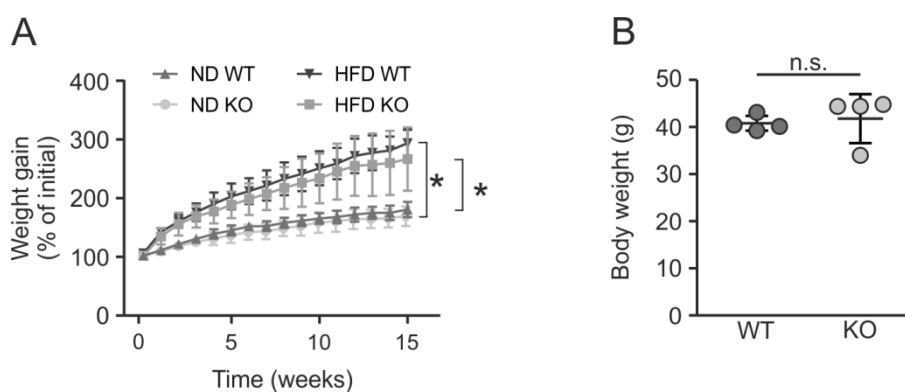 A
ND WT
HFD WT
ND KO
HFD KO
Weight gain
(% of initial)
400
300
200
100
0
*
*
0
5
10
15
Time (weeks)
B
n.s.
Body weight (g)
50
40
30
20
10
0
WT
KO